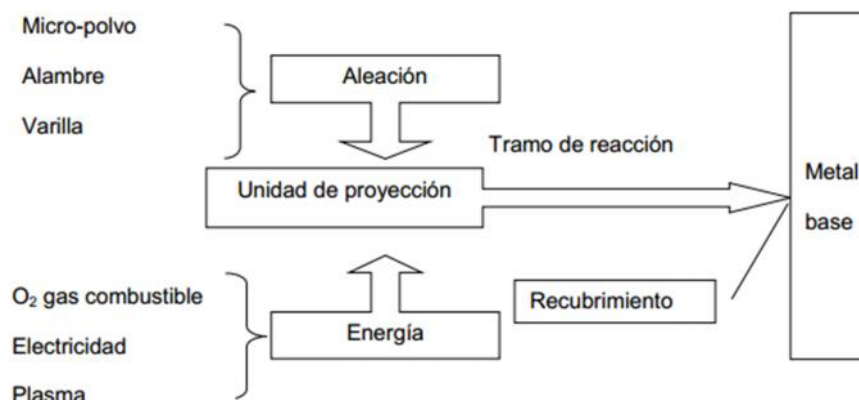 Micro-polvo
Alambre
Varilla
Aleación
Tramo de reacción
Unidad de proyección
Metal
base
O₂ gas combustible
Electricidad
Plasma
Energía
Recubrimiento